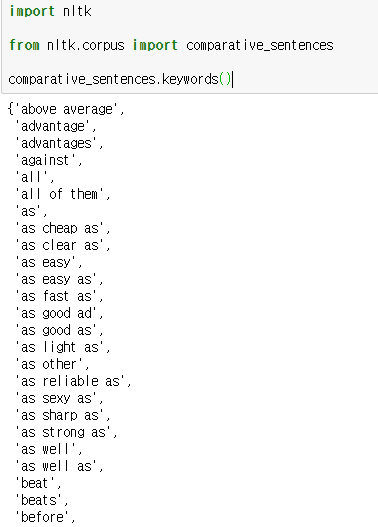 import nltk
from nltk.corpus import comparative_sentences
comparative_sentences.keywords()
{'above average',
'advantage',
'advantages',
'against',
'all',
'all of them',
'as',
'as cheap as',
'as clear as',
'as easy',
'as easy as',
'as fast as',
'as good ad',
'as good as',
'as light as',
'as other',
'as reliable as',
'as sexy as',
'as sharp as',
'as strong as',
'as well',
'as well as',
'beat',
'beats',
'before',